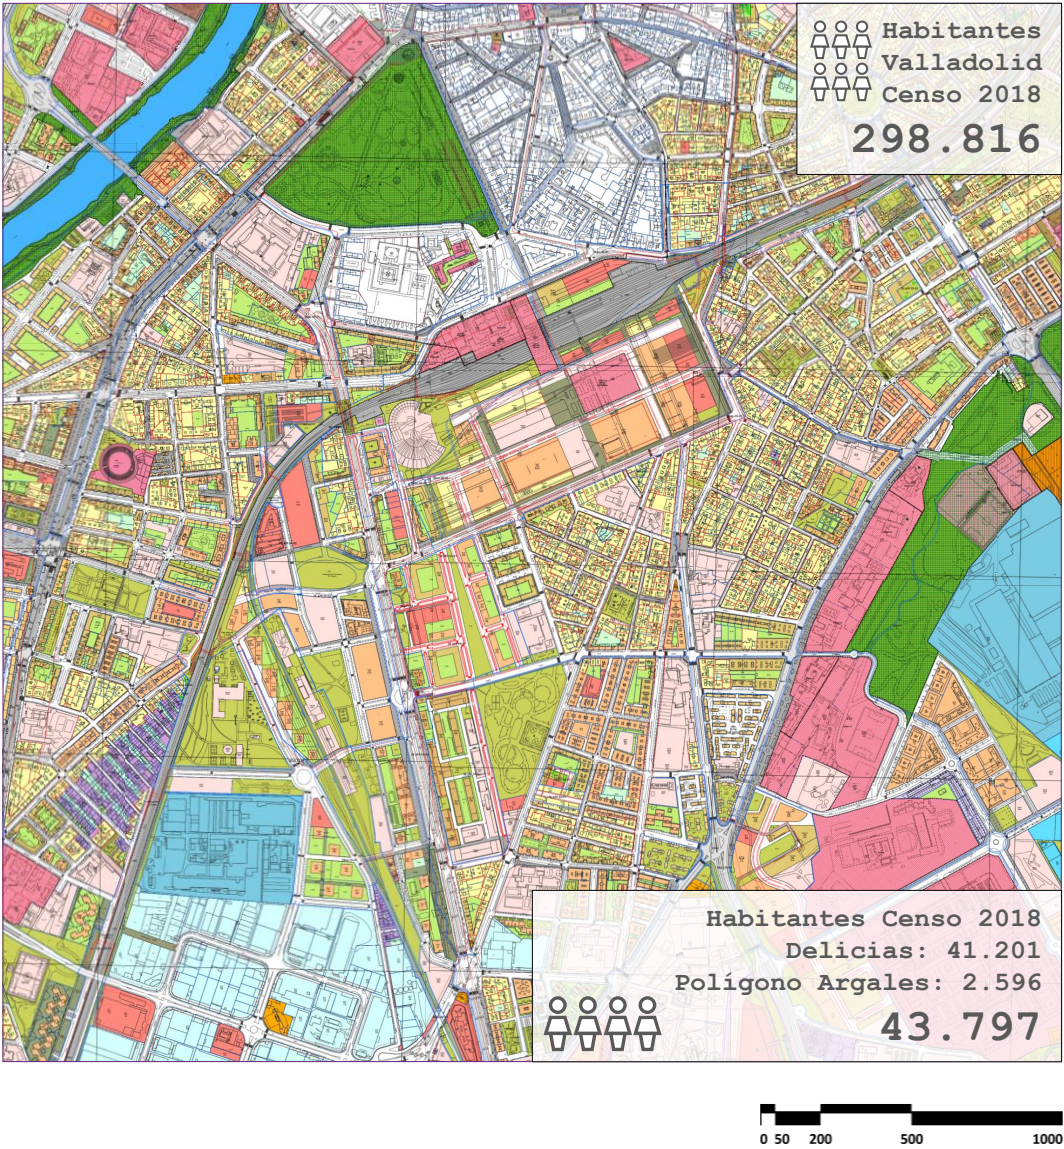 Habitantes
Valladolid
Censo 2018
298.816
Habitantes Censo 2018
Delicias: 41.201
Polígono Argales: 2.596
43.797
0 50 200 500 1000